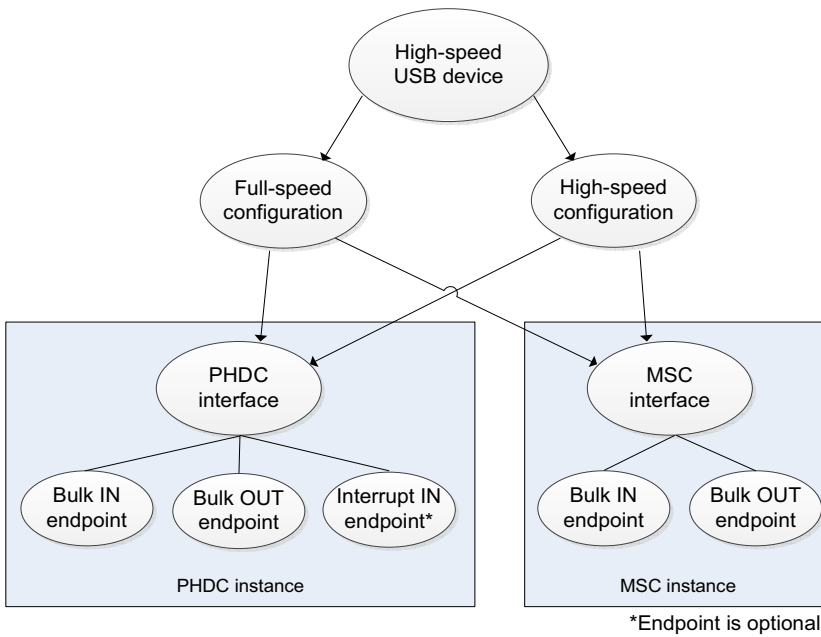 High-speed
USB device
Full-speed
configuration
High-speed
configuration
PHDC
interface
MSC
interface
Bulk IN
endpoint
Bulk OUT
endpoint
Interrupt IN
endpoint*
Bulk IN
endpoint
Bulk OUT
endpoint
PHDC instance
MSC instance
*Endpoint is optional